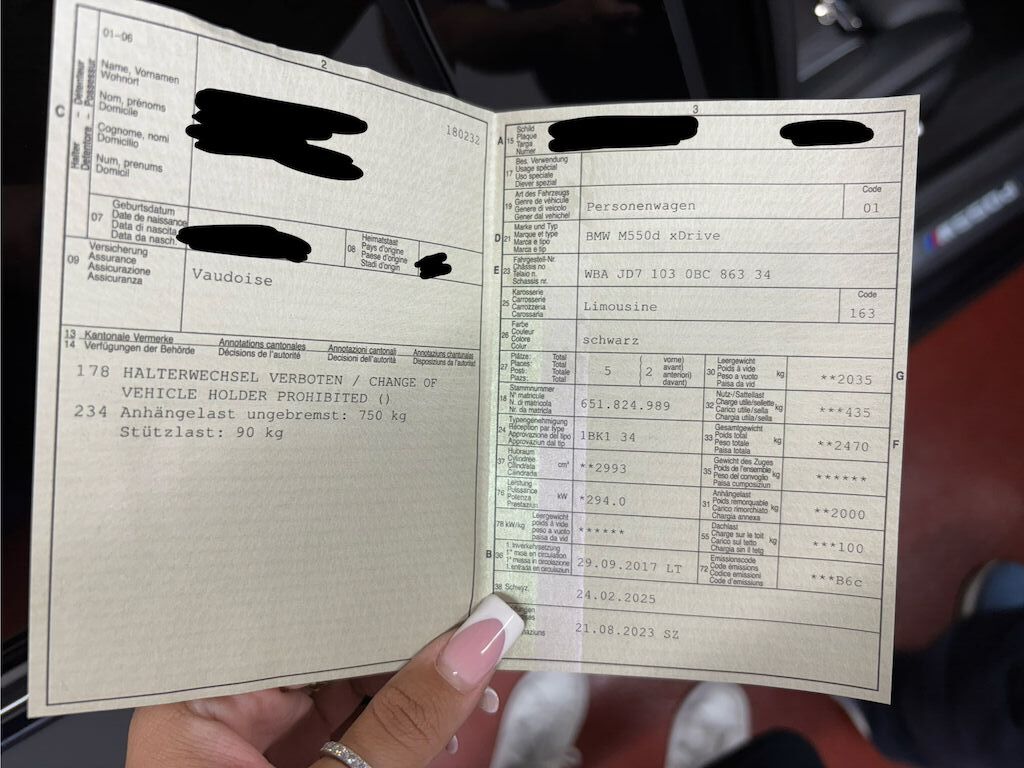 2
01-06
C
Halter - Détenteur
Detentore - Possessur
Name, Vornamen
Wohnort
Nom, prénoms
Domicile
Cognome, nomi
Domicilio
Num, prenums
Domicil
180232
07
Geburtsdatum
Date de naissance
Data di nascita
Data da nasch.
08
Heimatstaat
Pays d'origine
Paese d'origine
Stadi d'origin
09
Versicherung
Assurance
Assicurazione
Assicuranza
Vaudoise
13 Kantonale Vermerke Annotations cantonales Annotazioni cantonali Annotaziuns chantunalas
14 Verfügungen der Behörde Décisions de l'autorité Decisioni dell'autorità Disposiziuns da l'autoritad
178 HALTERWECHSEL VERBOTEN / CHANGE OF
VEHICLE HOLDER PROHIBITED ()
234 Anhängelast ungebremst: 750 kg
Stützlast: 90 kg
3
A 15
Schild
Plaque
Targa
Numer
17
Bes. Verwendung
Usage spécial
Uso speciale
Diever spezial
19
Art des Fahrzeugs
Genre de véhicule
Genere di veicolo
Gener dal vehichel
Personenwagen
Code
01
D 21
Marke und Typ
Marque et type
Marca e tipo
Marca e tip
BMW M550d xDrive
E 23
Fahrgestell-Nr.
Châssis no
Telaio n.
Schassis nr.
WBA JD7 103 0BC 863 34
25
Karosserie
Carrosserie
Carrozzeria
Carossaria
Limousine
Code
163
26
Farbe
Couleur
Colore
Colur
schwarz
27
Plätze: Total
Places: Total
Posti: Totale
Plazs: Total
5
(2
vorne)
avant)
anteriori)
davant)
30
Leergewicht
Poids à vide
Peso a vuoto
Paisa da vid
kg
**2035
G
18
Stammnummer
N° matricule
N. di matricola
Nr. da matricla
651.824.989
32
Nutz-/Sattellast
Charge utile/sellette
Carico utile/sella
Chargia utila/sella
kg
***435
24
Typengenehmigung
Réception par type
Approvazione del tipo
Approvaziun dal tip
1BK1 34
33
Gesamtgewicht
Poids total
Peso totale
Paisa totala
kg
**2470
F
37
Hubraum
Cylindrée
Cilindrata
Cilindrada
cm³
**2993
35
Gewicht des Zuges
Poids de l'ensemble
Peso del convoglio
Paisa cumposiziun
kg
******
76
Leistung
Puissance
Potenza
Prestaziun
kW
*294.0
31
Anhängelast
Poids remorquable
Carico rimorchiato
Chargia annexa
kg
**2000
78 kW/kg
Leergewicht
poids à vide
peso a vuoto
paisa da vid
******
55
Dachlast
Charge sur le toit
Carico sul tetto
Chargia sin il tetg
kg
***100
B 36
1. Inverkehrsetzung
1re mise en circulation
1a messa in circolazione
1. entrada en circulaziun
29.09.2017 LT
72
Emissionscode
Code émissions
Codice emissioni
Code d'emissiuns
***B6c
38 Schwyz,
24.02.2025
21.08.2023 SZ